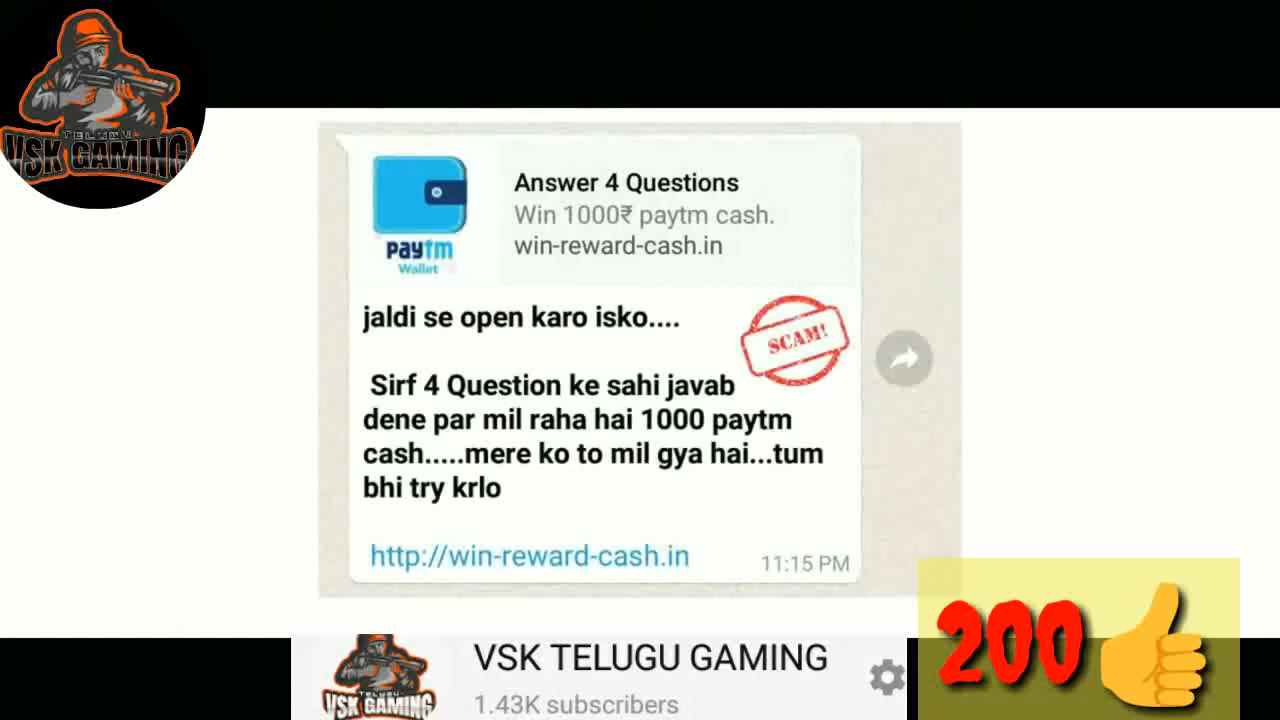 TELUGU
VSK GAMING
paytm
Wallet
Answer 4 Questions
Win 1000₹ paytm cash.
win-reward-cash.in
jaldi se open karo isko....
SCAM!
Sirf 4 Question ke sahi javab
dene par mil raha hai 1000 paytm
cash.....mere ko to mil gya hai...tum
bhi try krlo
http://win-reward-cash.in
11:15 PM
200
VSK TELUGU GAMING
1.43K subscribers
TELUGU
VSK GAMING